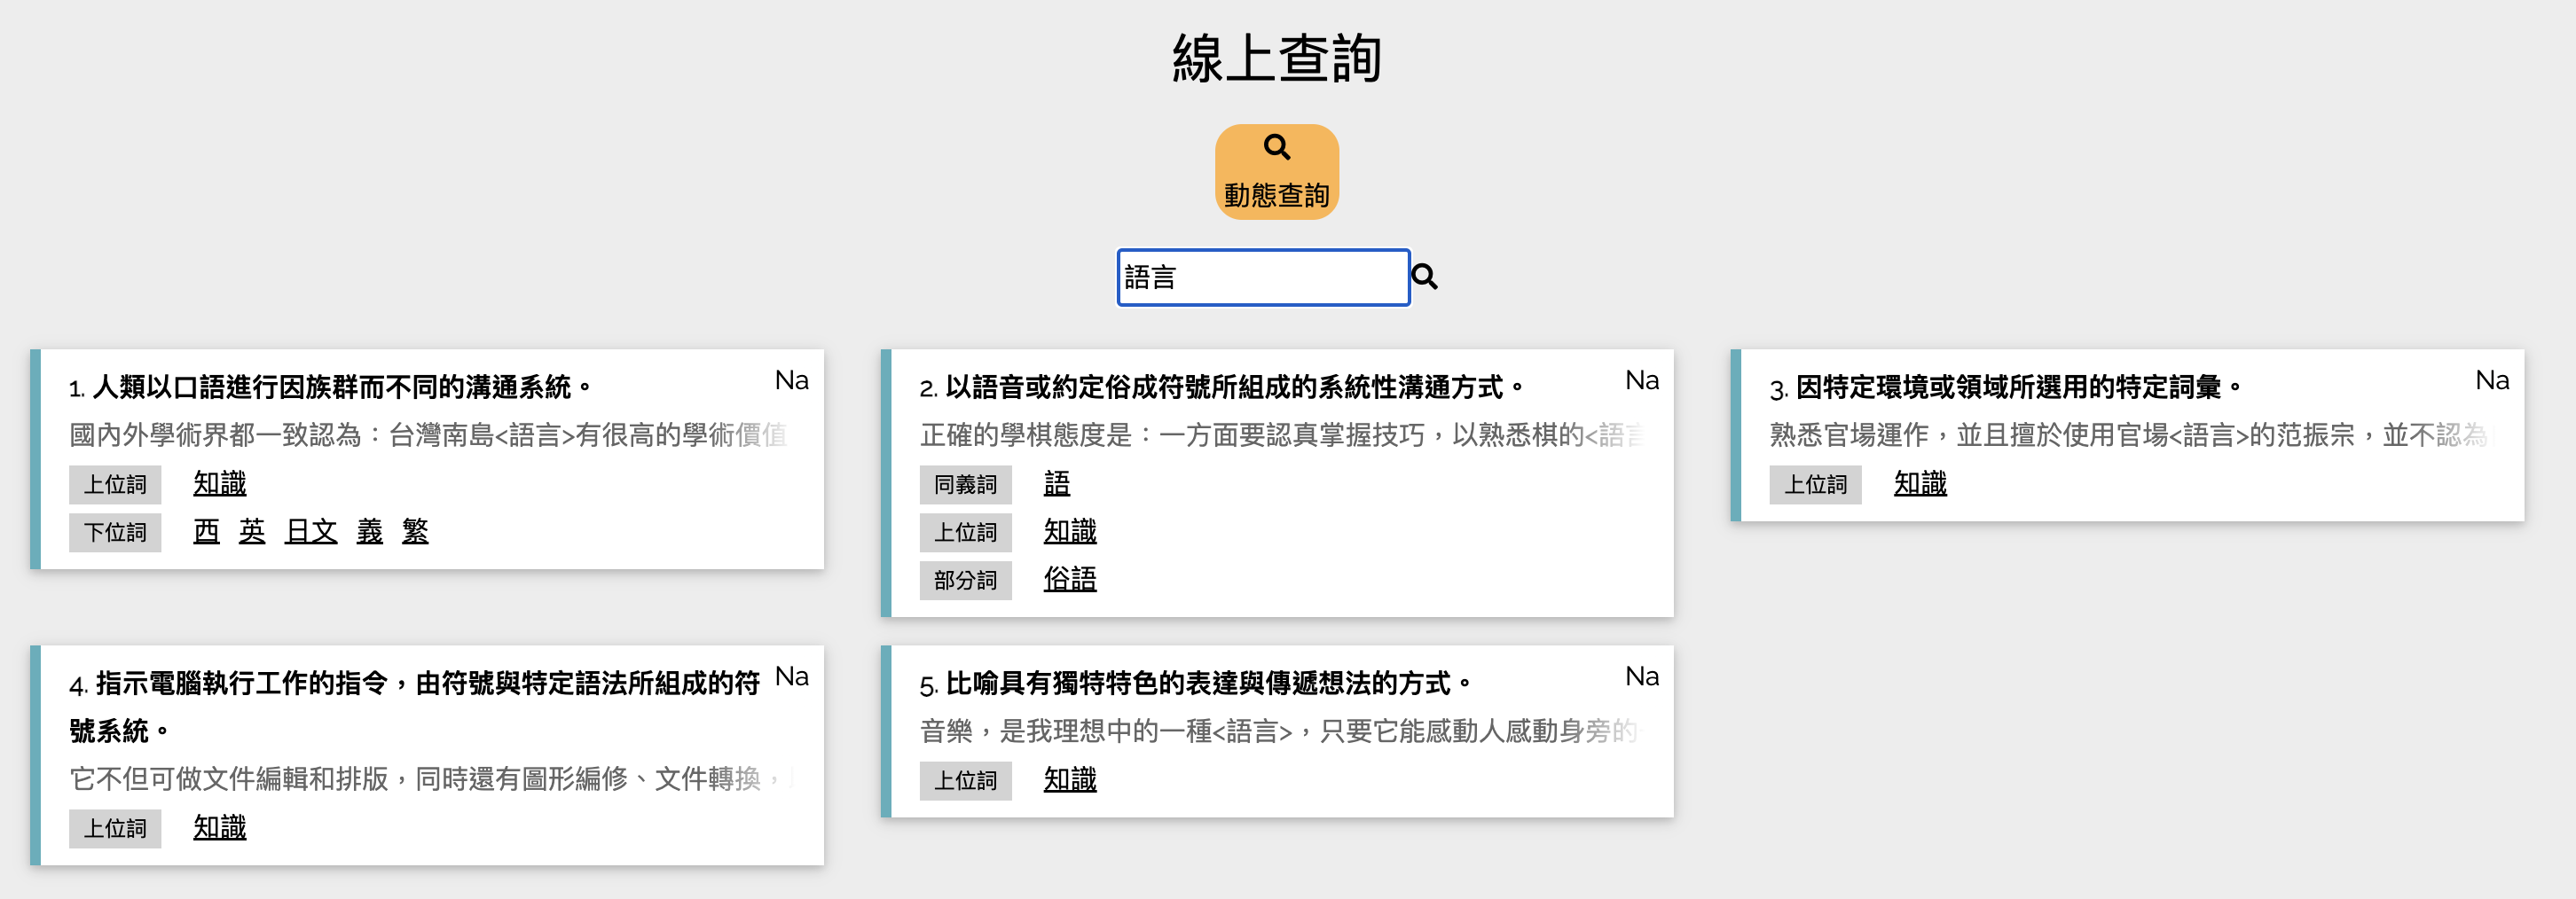 線上查詢
動態查詢
語言
1. 人類以口語進行因族群而不同的溝通系統。
Na
國內外學術界都一致認為：台灣南島<語言>有很高的學術價值
上位詞 知識
下位詞 西 英 日文 義 繁
2. 以語音或約定俗成符號所組成的系統性溝通方式。
Na
正確的學棋態度是：一方面要認真掌握技巧，以熟悉棋的<語言
同義詞 語
上位詞 知識
部分詞 俗語
3. 因特定環境或領域所選用的特定詞彙。
Na
熟悉官場運作，並且擅於使用官場<語言>的范振宗，並不認為
上位詞 知識
4. 指示電腦執行工作的指令，由符號與特定語法所組成的符
號系統。
Na
它不但可做文件編輯和排版，同時還有圖形編修、文件轉換，
上位詞 知識
5. 比喻具有獨特特色的表達與傳遞想法的方式。
Na
音樂，是我理想中的一種<語言>，只要它能感動人感動身旁的
上位詞 知識